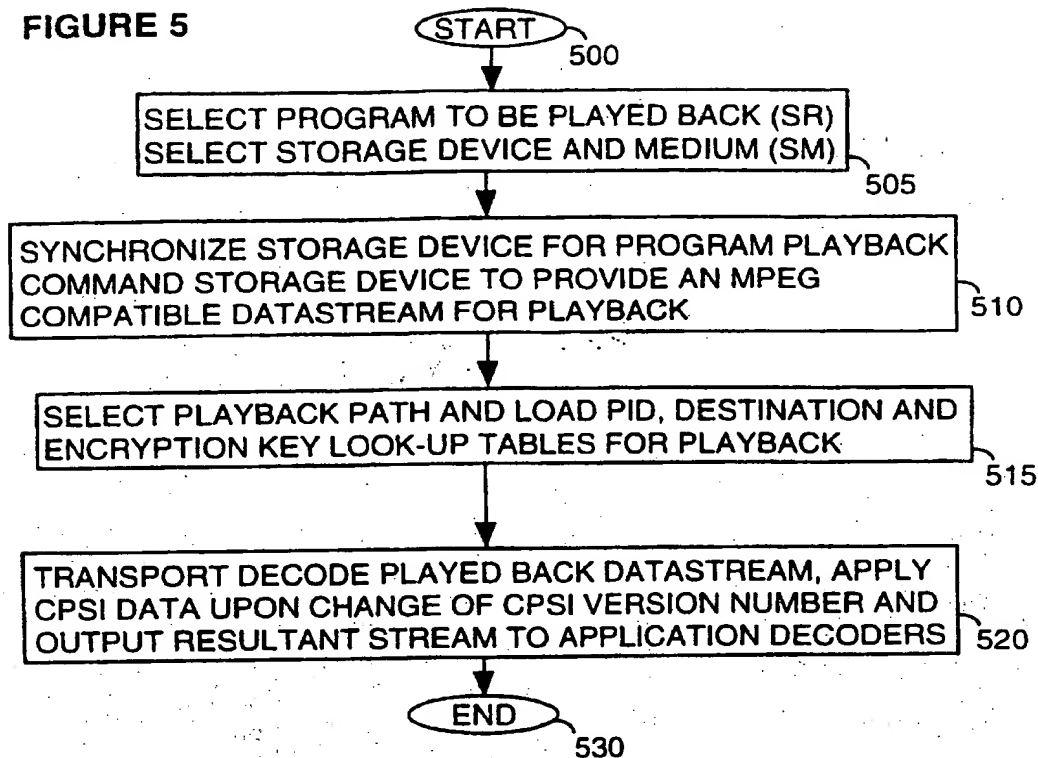 FIGURE 5
START
500
SELECT PROGRAM TO BE PLAYED BACK (SR)
SELECT STORAGE DEVICE AND MEDIUM (SM)
505
SYNCHRONIZE STORAGE DEVICE FOR PROGRAM PLAYBACK
COMMAND STORAGE DEVICE TO PROVIDE AN MPEG
COMPATIBLE DATASTREAM FOR PLAYBACK
510
SELECT PLAYBACK PATH AND LOAD PID, DESTINATION AND
ENCRYPTION KEY LOOK-UP TABLES FOR PLAYBACK
515
TRANSPORT DECODE PLAYED BACK DATASTREAM, APPLY
CPSI DATA UPON CHANGE OF CPSI VERSION NUMBER AND
OUTPUT RESULTANT STREAM TO APPLICATION DECODERS
520
END
530